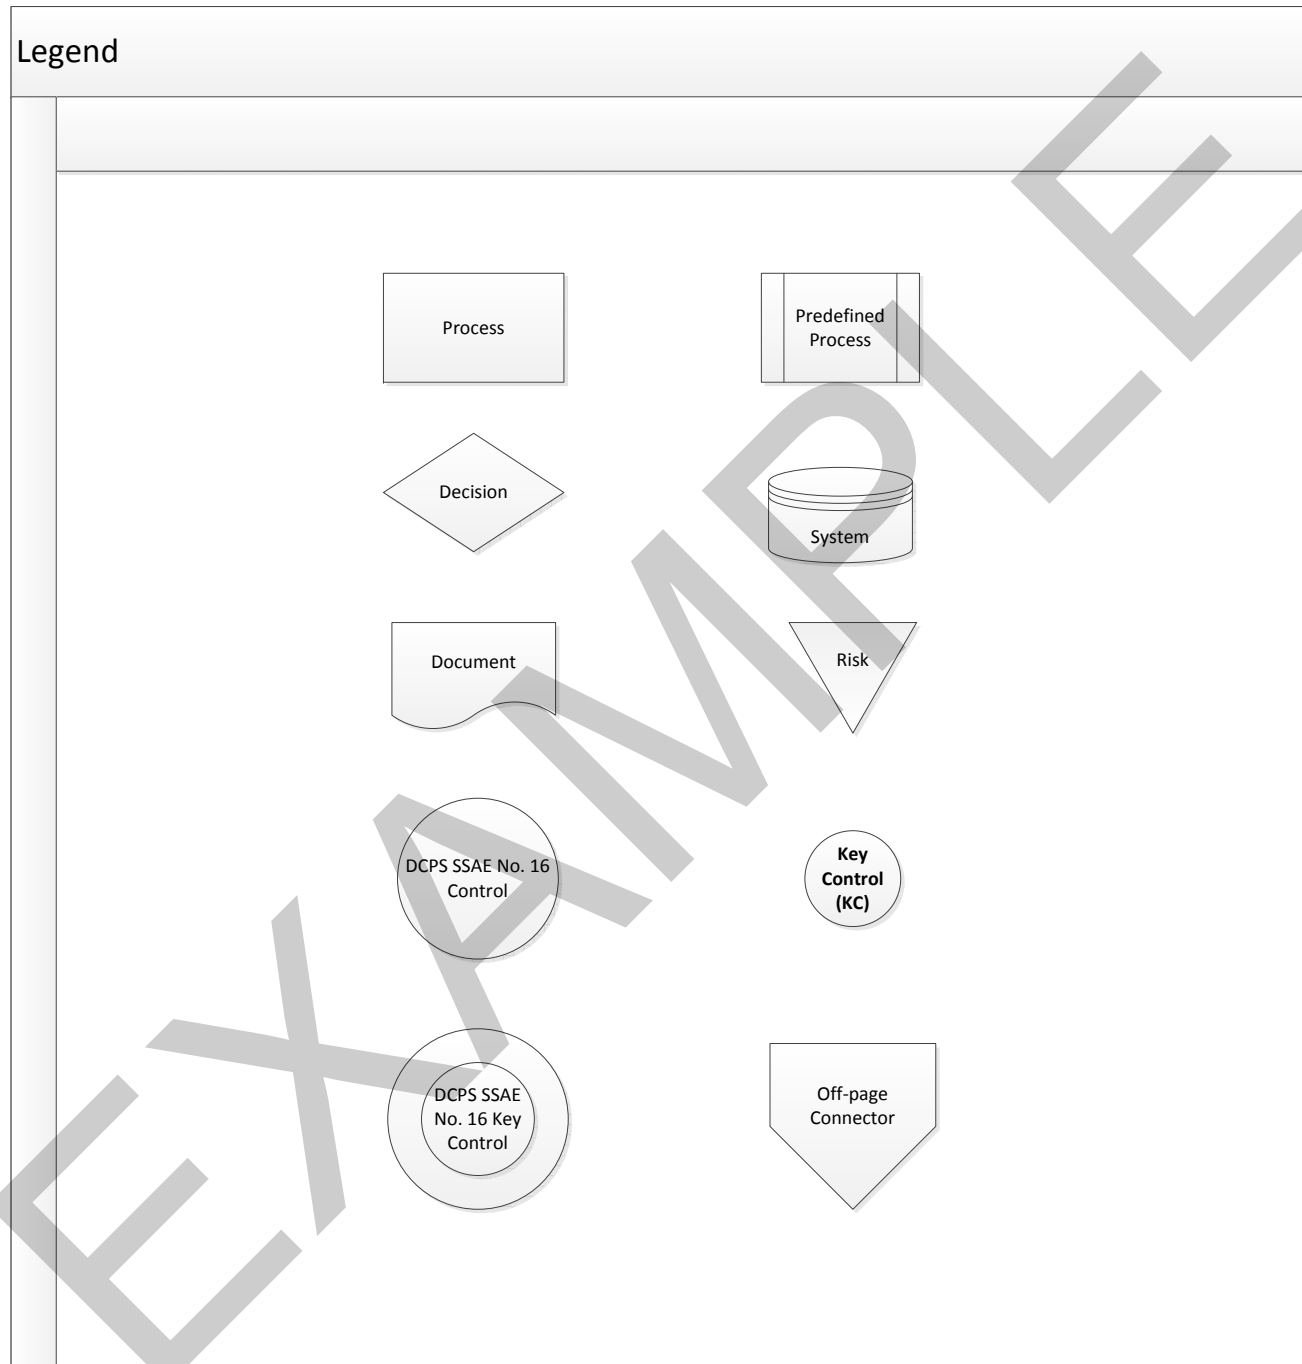 Legend
Process
Predefined
Process
Decision
System
Document
Risk
DCPS SSAE No. 16
Control
Key
Control
(KC)
DCPS SSAE
No. 16 Key
Control
Off-page
Connector
EXAMPLE